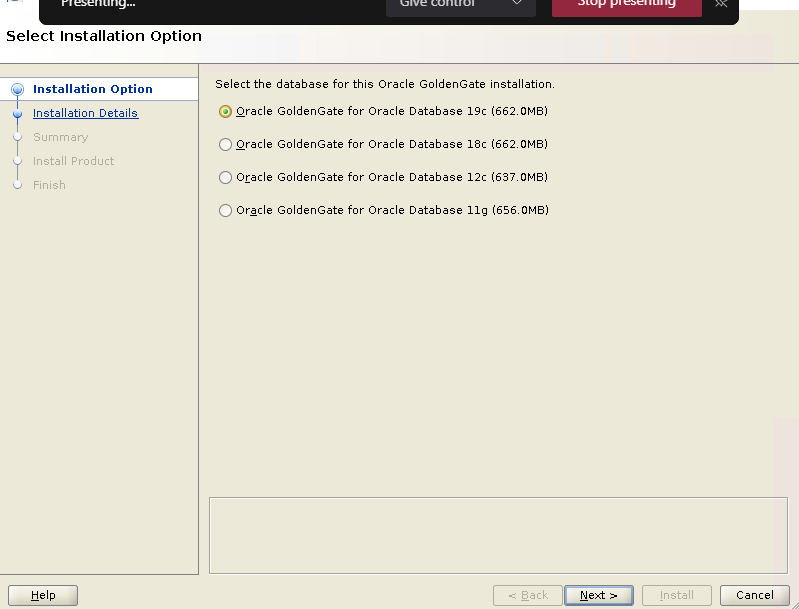 Presenting...
Give control
Stop presenting
Select Installation Option
Installation Option
Installation Details
Summary
Install Product
Finish
Select the database for this Oracle GoldenGate installation.
Oracle GoldenGate for Oracle Database 19c (662.0MB)
Oracle GoldenGate for Oracle Database 18c (662.0MB)
Oracle GoldenGate for Oracle Database 12c (637.0MB)
Oracle GoldenGate for Oracle Database 11g (656.0MB)
Help
< Back
Next >
Install
Cancel